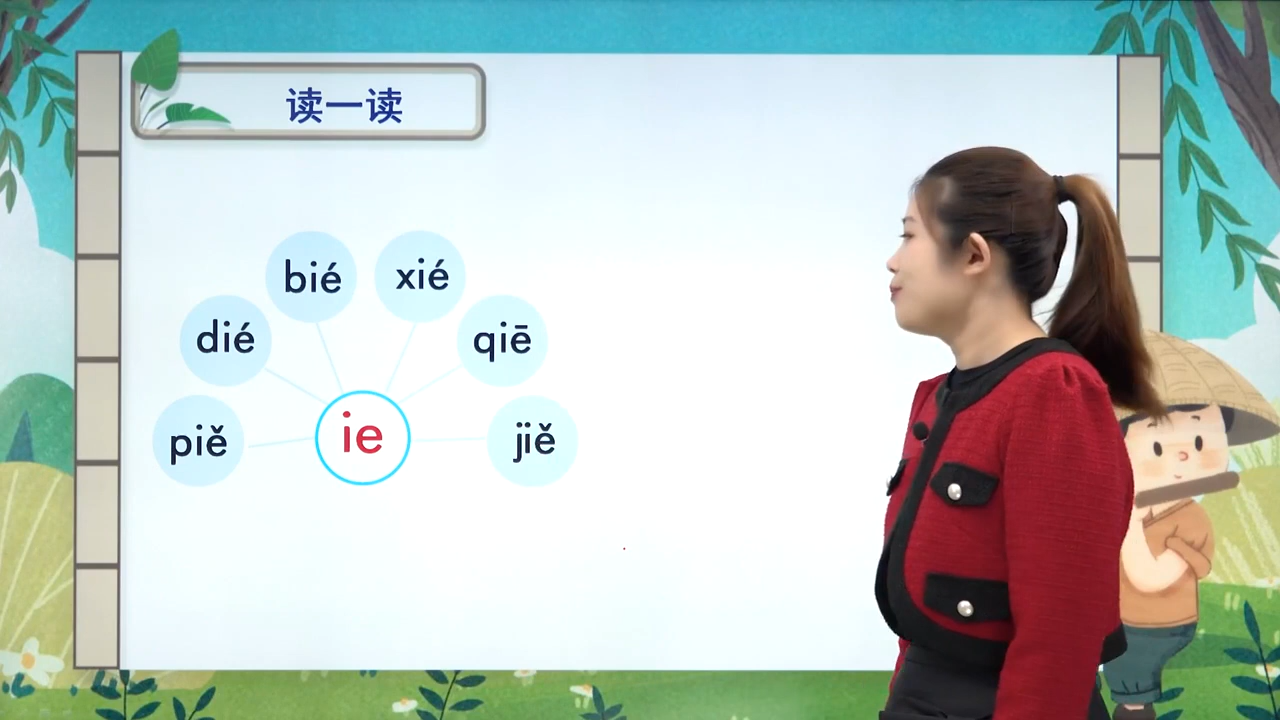 读一读
bié
xié
dié
qiē
piě
ie
jiě